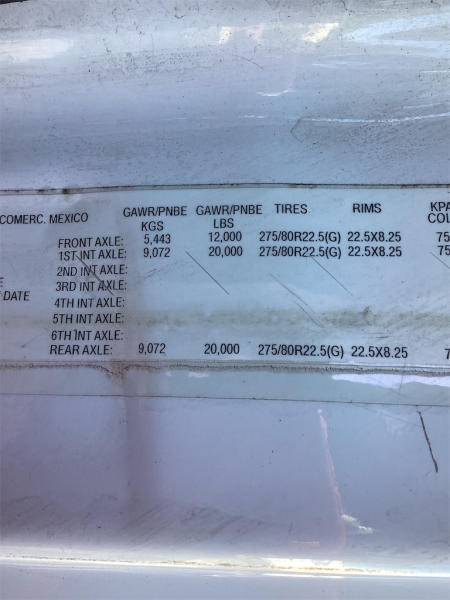 COMERC. MEXICO GAWR/PNBE KGS GAWR/PNBE LBS TIRES RIMS KPA
FRONT AXLE: 5,443 12,000 275/80R22.5(G) 22.5X8.25 75
1ST INT AXLE: 9,072 20,000 275/80R22.5(G) 22.5X8.25 75
2ND INT AXLE:
3RD INT AXLE:
DATE
4TH INT AXLE:
5TH INT AXLE:
6TH INT AXLE:
REAR AXLE: 9,072 20,000 275/80R22.5(G) 22.5X8.25 7